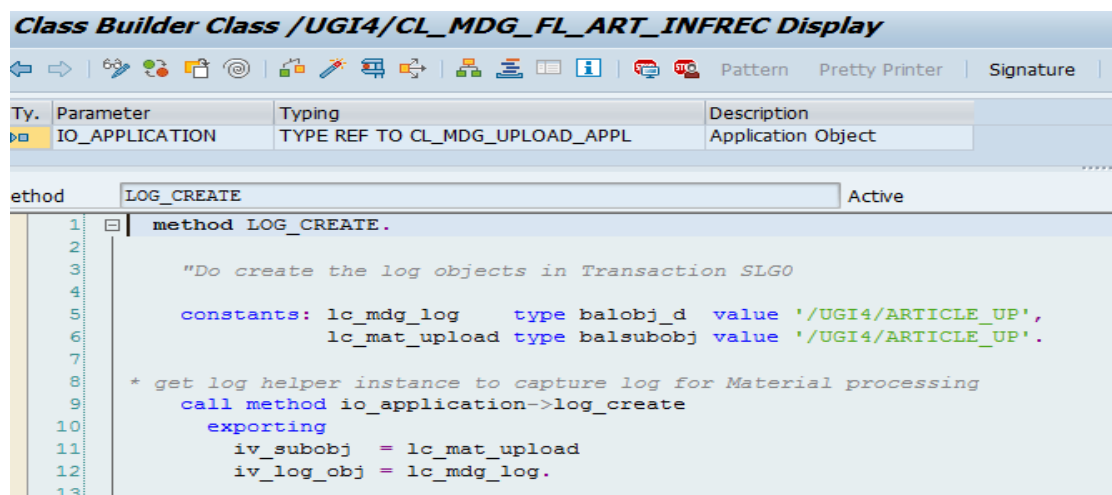 Class Builder Class /UGI4/CL_MDG_FL_ART_INFREC Display
Pattern Pretty Printer Signature
Ty. Parameter Typing Description
IO_APPLICATION TYPE REF TO CL_MDG_UPLOAD_APPL Application Object
ethod LOG_CREATE Active
1 method LOG_CREATE.
2
3 "Do create the log objects in Transaction SLG0
4
5 constants: lc_mdg_log type balobj_d value '/UGI4/ARTICLE_UP',
6 lc_mat_upload type balsubobj value '/UGI4/ARTICLE_UP'.
7
8 * get log helper instance to capture log for Material processing
9 call method io_application->log_create
10 exporting
11 iv_subobj = lc_mat_upload
12 iv_log_obj = lc_mdg_log.
13